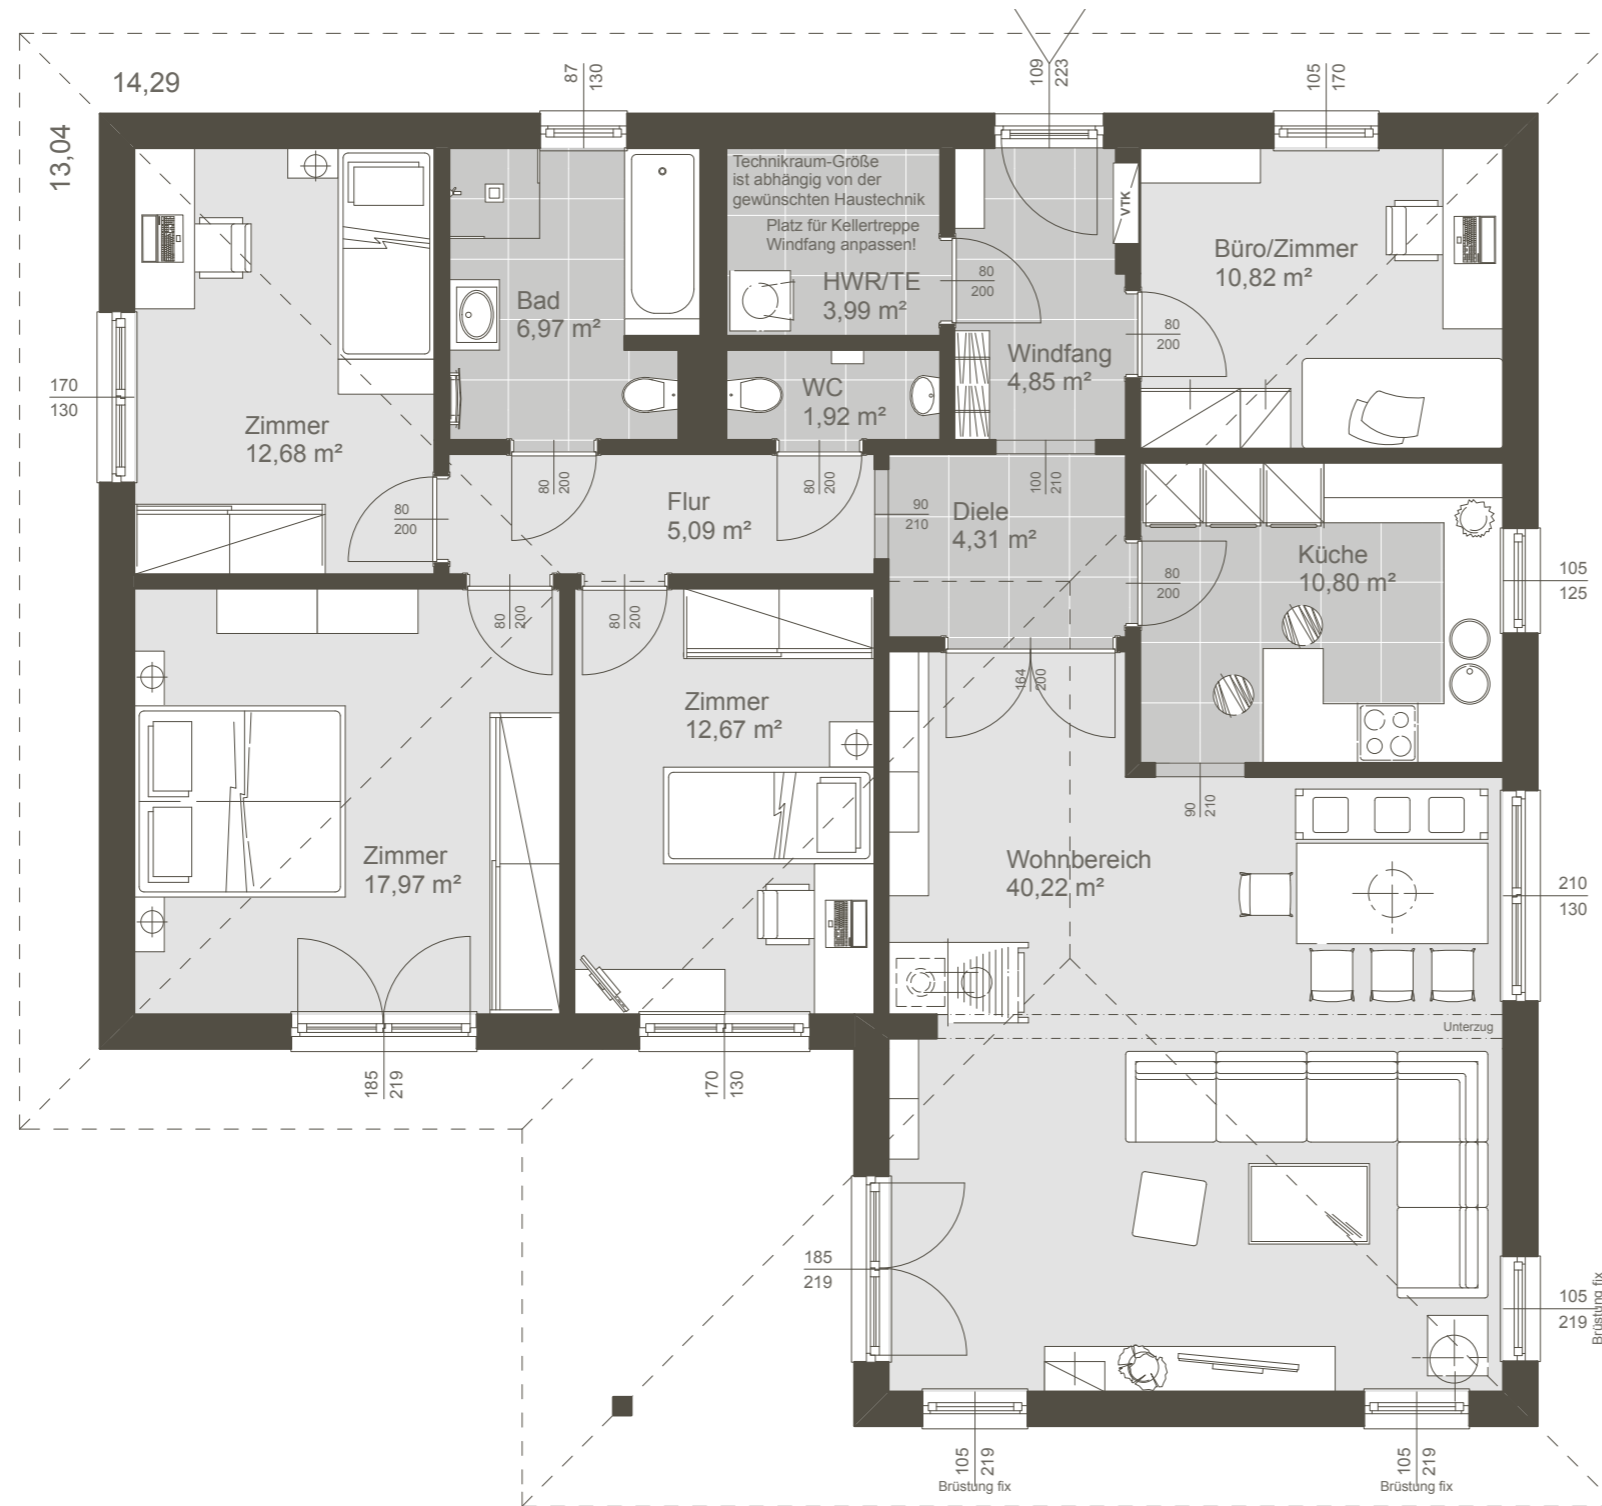 14,29
13,04
87
130
109
223
105
170
Technikraum-Größe
ist abhängig von der
gewünschten Haustechnik
Platz für Kellertreppe
Windfang anpassen!
HWR/TE
3,99 m²
80
200
VTK
Büro/Zimmer
10,82 m²
Bad
6,97 m²
Windfang
4,85 m²
80
200
170
130
Zimmer
12,68 m²
WC
1,92 m²
80
200
80
200
80
200
100
210
Flur
5,09 m²
90
210
Diele
4,31 m²
Küche
10,80 m²
105
125
80
200
80
200
80
200
164
200
Zimmer
12,67 m²
90
210
Zimmer
17,97 m²
Wohnbereich
40,22 m²
210
130
Unterzug
185
219
170
130
185
219
105
219
Brüstung fix
105
219
Brüstung fix
105
219
Brüstung fix